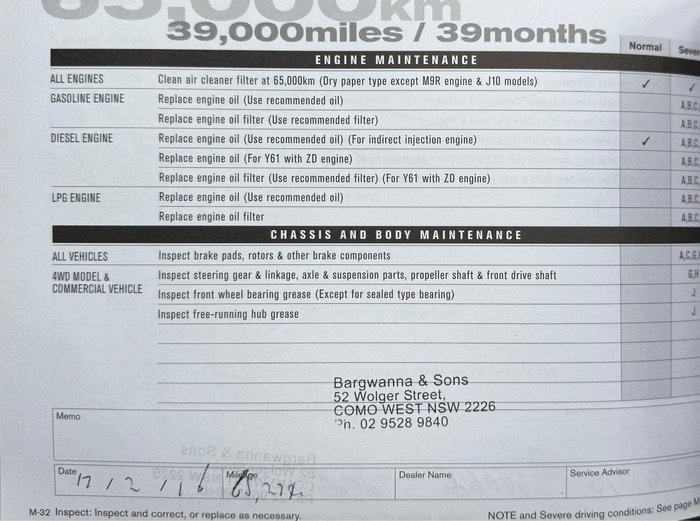 65,000km
39,000miles / 39months
Normal Sever
ENGINE MAINTENANCE
ALL ENGINES Clean air cleaner filter at 65,000km (Dry paper type except M9R engine & J10 models) ✓ ✓
GASOLINE ENGINE Replace engine oil (Use recommended oil) A,B,C,
Replace engine oil filter (Use recommended filter) A,B,C,
DIESEL ENGINE Replace engine oil (Use recommended oil) (For indirect injection engine) ✓ A,B,C,
Replace engine oil (For Y61 with ZD engine) A,B,C,
Replace engine oil filter (Use recommended filter) (For Y61 with ZD engine) A,B,C,
LPG ENGINE Replace engine oil (Use recommended oil) A,B,C,
Replace engine oil filter A,B,C,
CHASSIS AND BODY MAINTENANCE
ALL VEHICLES Inspect brake pads, rotors & other brake components A,C,G,
4WD MODEL & Inspect steering gear & linkage, axle & suspension parts, propeller shaft & front drive shaft G,H
COMMERCIAL VEHICLE Inspect front wheel bearing grease (Except for sealed type bearing) J
Inspect free-running hub grease J
Bargwanna & Sons
52 Wolger Street,
COMO WEST NSW 2226
Ph. 02 9528 9840
Memo
Date 17/2/16 Mileage Dealer Name Service Advisor
M-32 Inspect: Inspect and correct, or replace as necessary. NOTE and Severe driving conditions: See page M